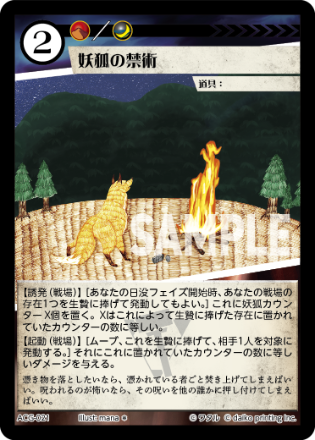 2
／
妖狐の禁術
道具：
SAMPLE
【誘発（戦場）】[あなたの日没フェイズ開始時、あなたの戦場の
存在1つを生贄に捧げて発動してもよい。]これに妖狐カウン
ターX個を置く。Xはこれによって生贄に捧げた存在に置かれ
ていたカウンターの数に等しい。
【起動（戦場）】[ムーブ、これを生贄に捧げて、相手1人を対象に
発動する。]それにこれに置かれていたカウンターの数に等し
いダメージを与える。
憑き物を落としたいなら、憑かれている者ごと焚き上げてしまえばい
い。呪われるのが怖いなら、その呪いを他の誰かに押し付けてしまえば
いい。
Illust: mana
© daiko printing inc.